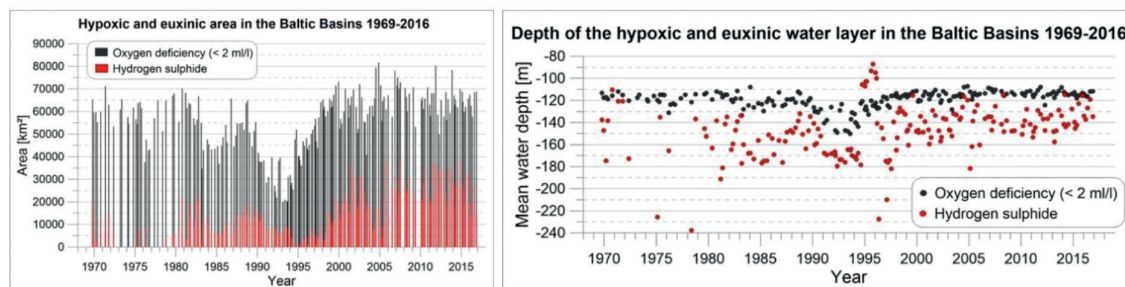 Hypoxic and euxinic area in the Baltic Basins 1969-2016
90000
80000
70000
60000
50000
40000
30000
20000
10000
0
Area [km²]
Oxygen deficiency (< 2 ml/l)
Hydrogen sulphide
1970 1975 1980 1985 1990 1995 2000 2005 2010 2015
Year
Depth of the hypoxic and euxinic water layer in the Baltic Basins 1969-2016
-80
-100
-120
-140
-160
-180
-200
-220
-240
Mean water depth [m]
Oxygen deficiency (< 2 ml/l)
Hydrogen sulphide
1970 1975 1980 1985 1990 1995 2000 2005 2010 2015
Year